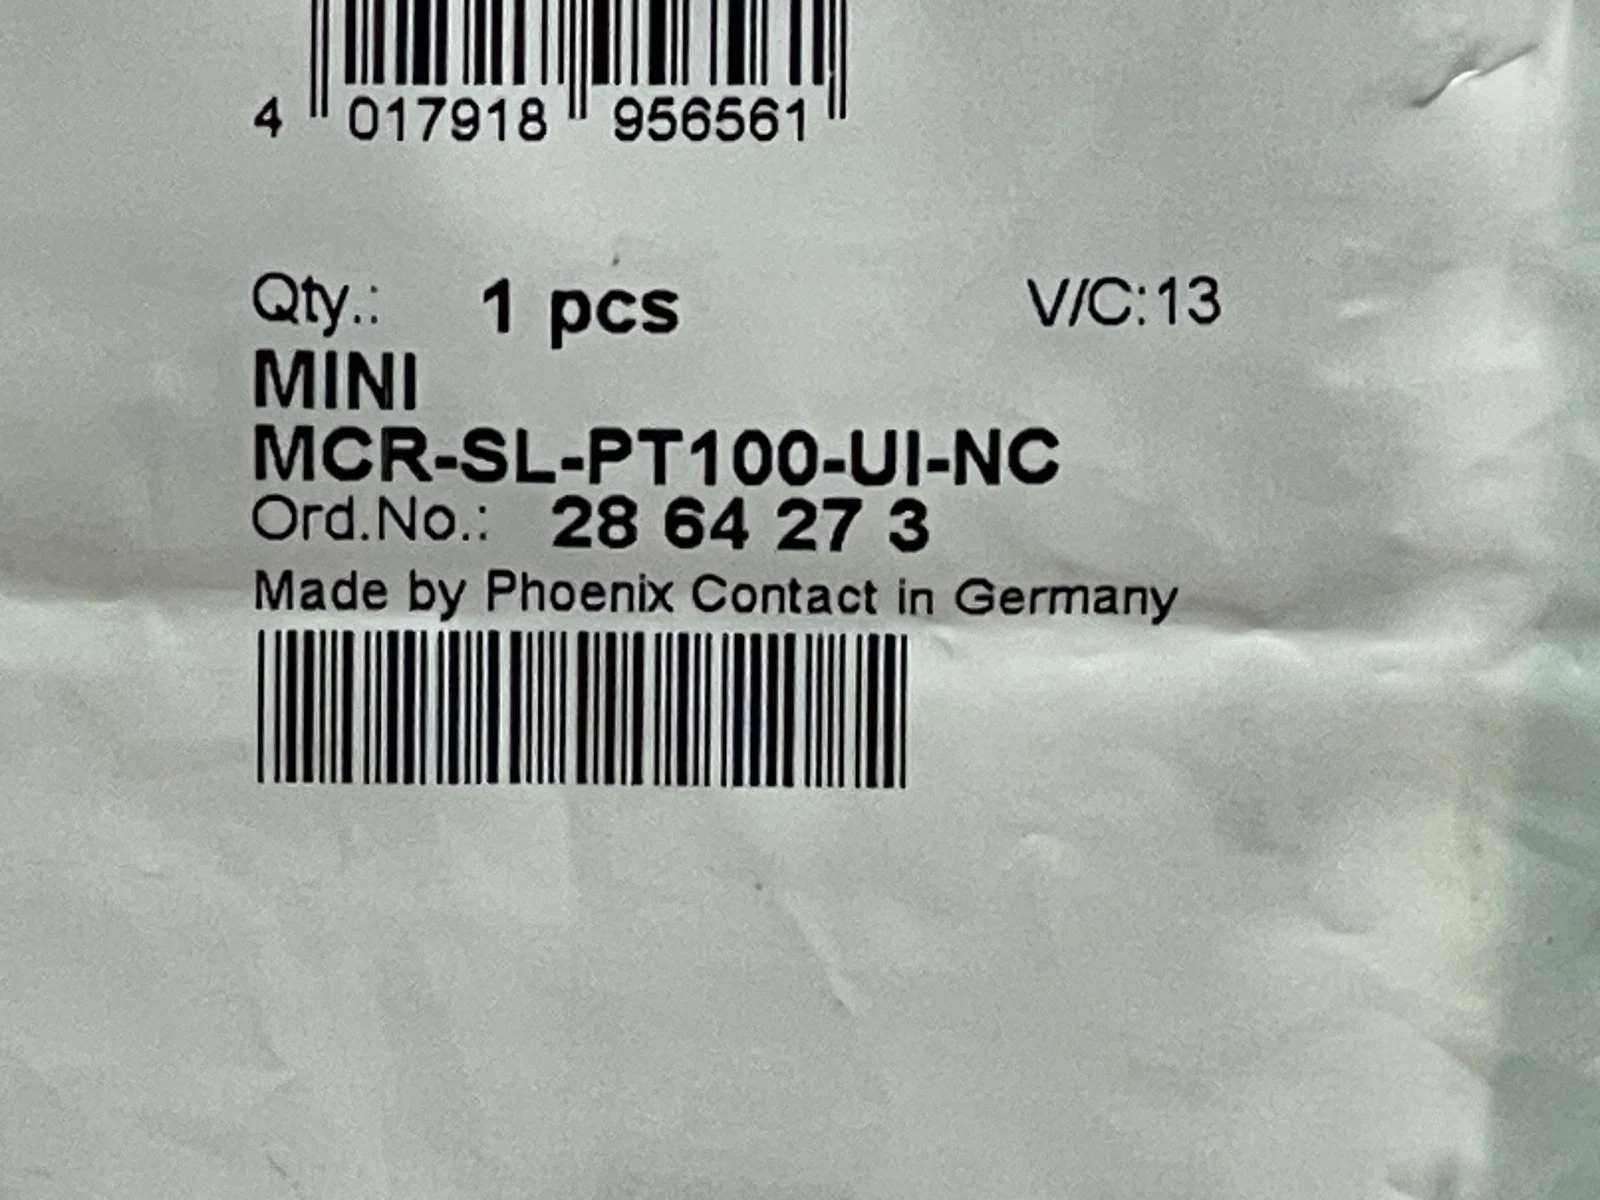 4 017918 956561
Qty.: 1 pcs V/C:13
MINI
MCR-SL-PT100-UI-NC
Ord.No.: 28 64 27 3
Made by Phoenix Contact in Germany